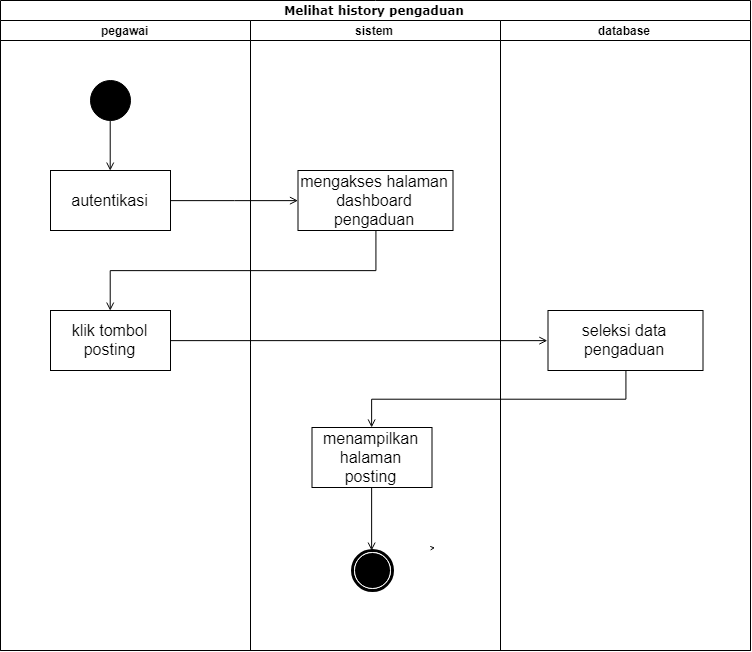 Melihat history pengaduan
pegawai
sistem
database
autentikasi
mengakses halaman
dashboard
pengaduan
klik tombol
posting
seleksi data
pengaduan
menampilkan
halaman
posting